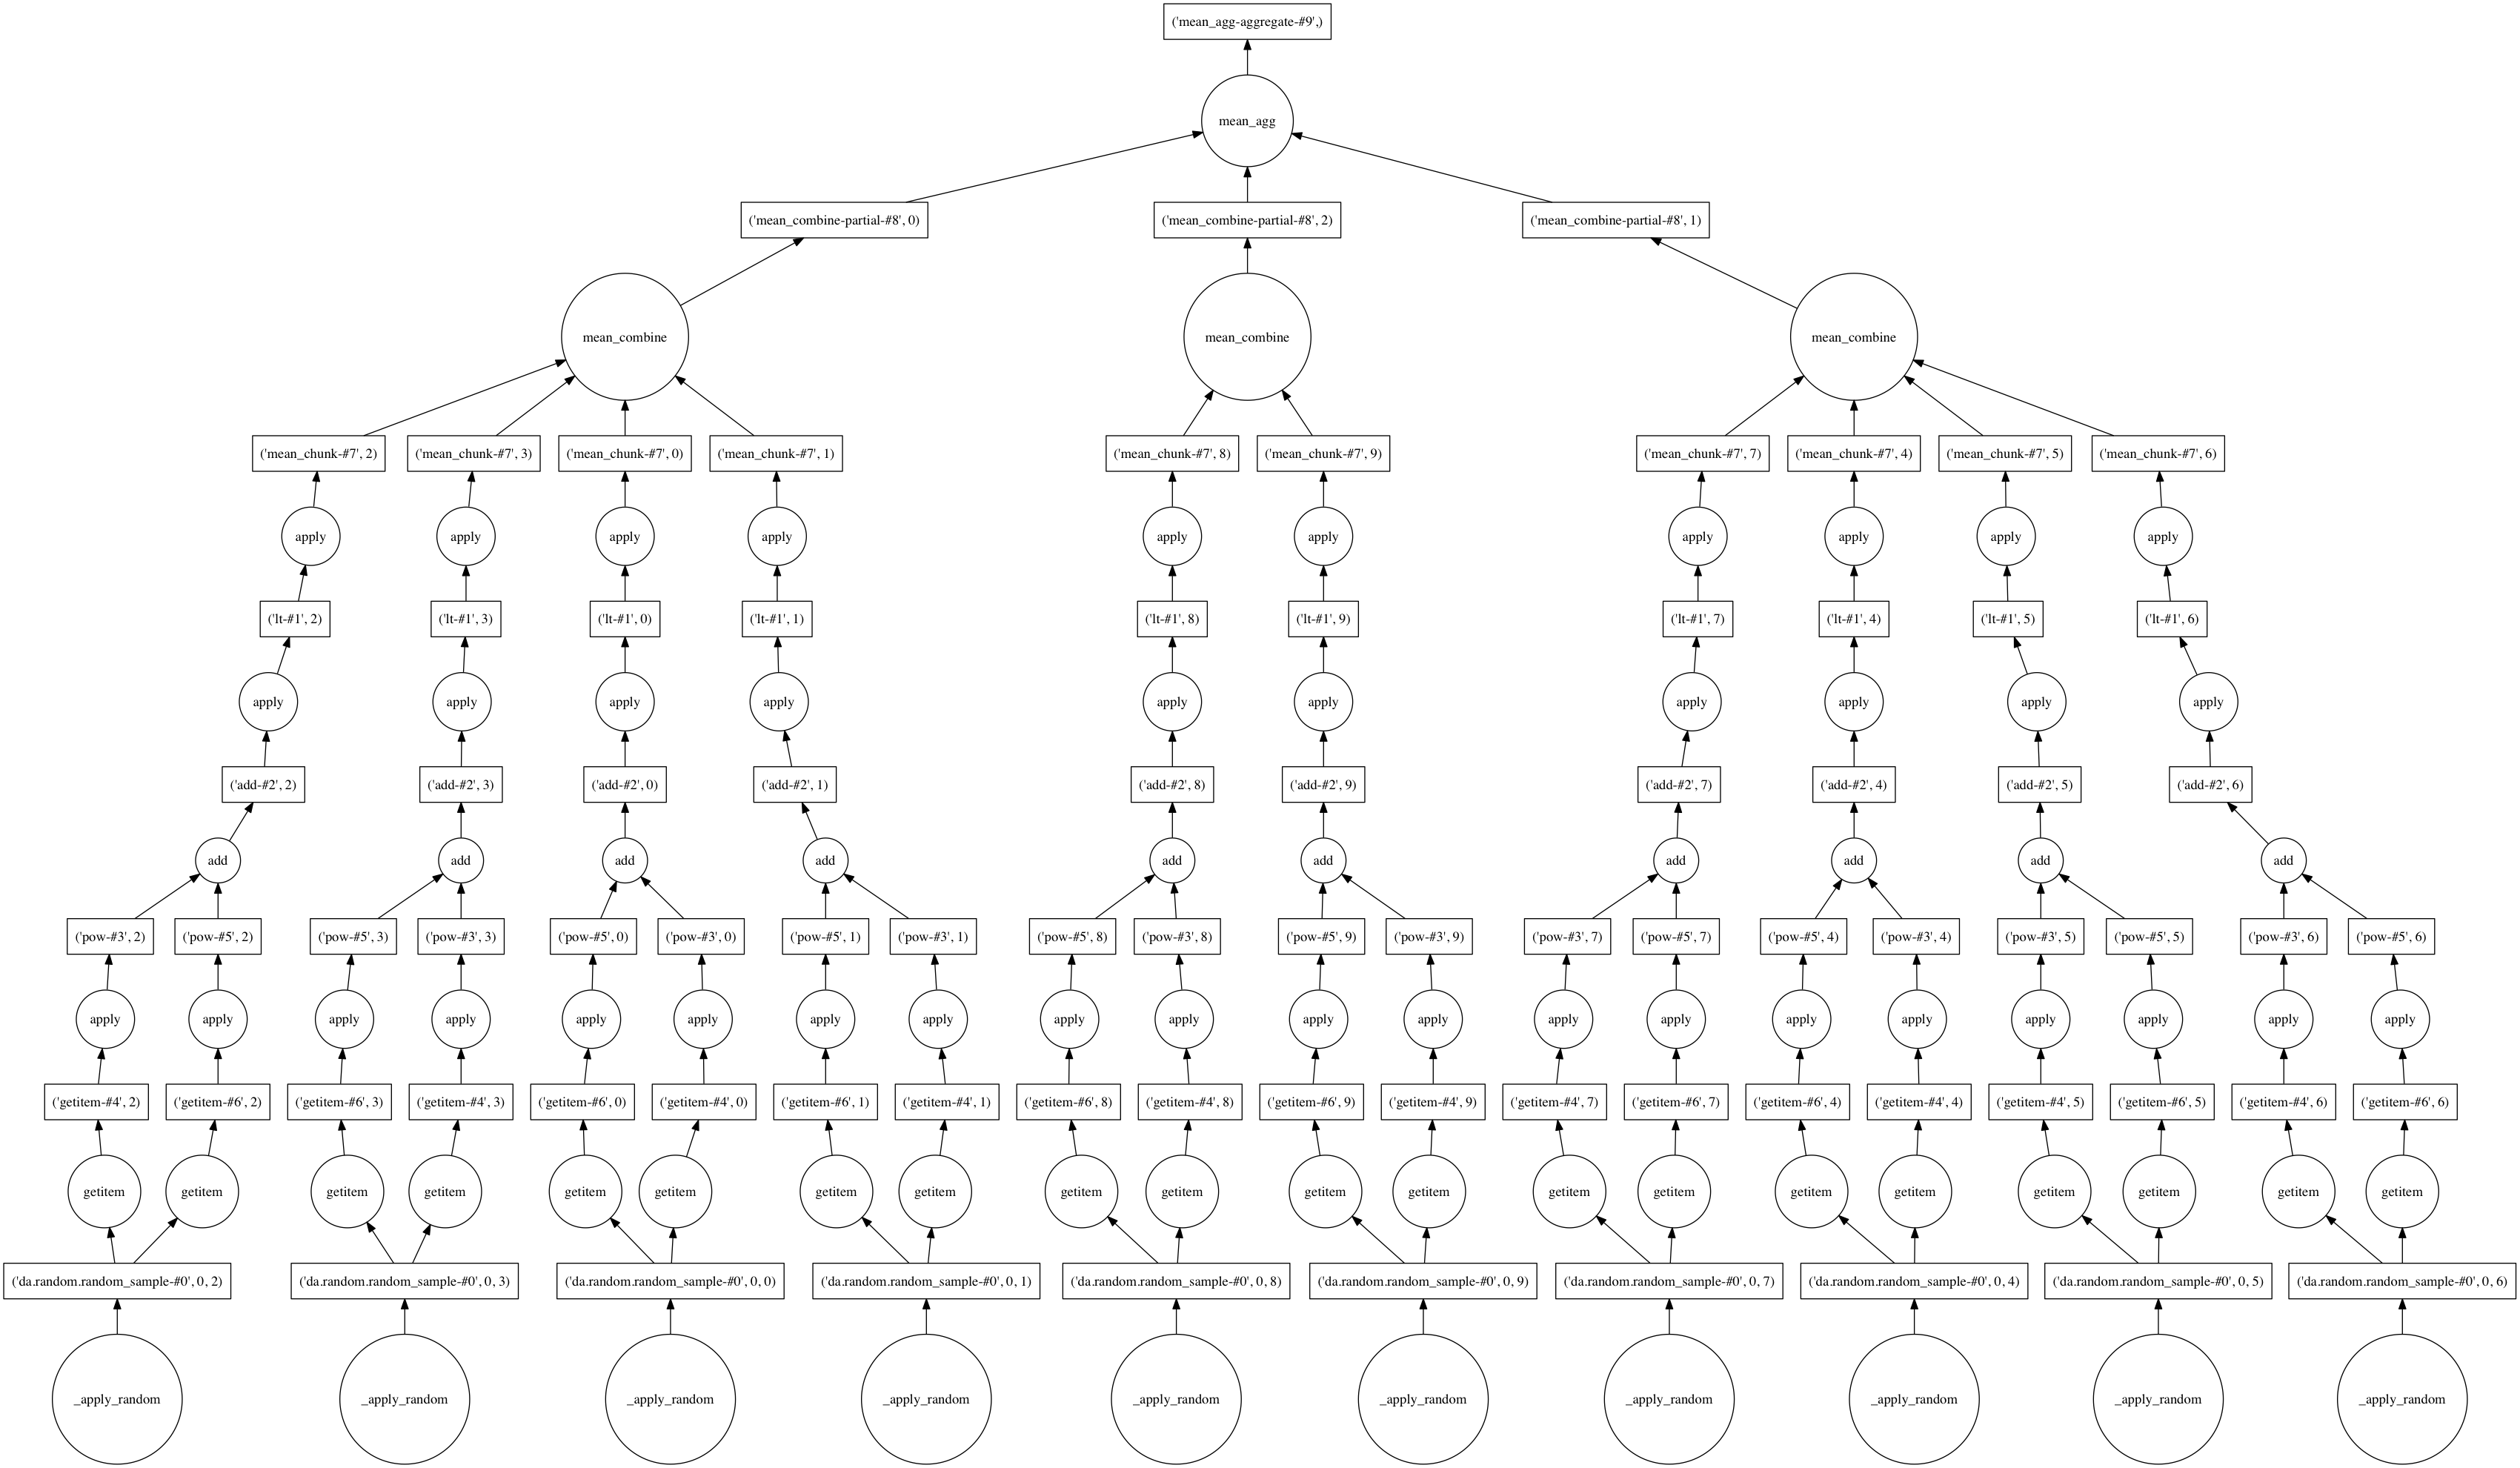 ('mean_agg-aggregate-#9',)
mean_agg
('mean_combine-partial-#8', 0) ('mean_combine-partial-#8', 2) ('mean_combine-partial-#8', 1)
mean_combine mean_combine mean_combine
('mean_chunk-#7', 2) ('mean_chunk-#7', 3) ('mean_chunk-#7', 0) ('mean_chunk-#7', 1) ('mean_chunk-#7', 8) ('mean_chunk-#7', 9) ('mean_chunk-#7', 7) ('mean_chunk-#7', 4) ('mean_chunk-#7', 5) ('mean_chunk-#7', 6)
apply apply apply apply apply apply apply apply apply apply
('lt-#1', 2) ('lt-#1', 3) ('lt-#1', 0) ('lt-#1', 1) ('lt-#1', 8) ('lt-#1', 9) ('lt-#1', 7) ('lt-#1', 4) ('lt-#1', 5) ('lt-#1', 6)
apply apply apply apply apply apply apply apply apply apply
('add-#2', 2) ('add-#2', 3) ('add-#2', 0) ('add-#2', 1) ('add-#2', 8) ('add-#2', 9) ('add-#2', 7) ('add-#2', 4) ('add-#2', 5) ('add-#2', 6)
add add add add add add add add add add
('pow-#3', 2) ('pow-#5', 2) ('pow-#5', 3) ('pow-#3', 3) ('pow-#5', 0) ('pow-#3', 0) ('pow-#5', 1) ('pow-#3', 1) ('pow-#5', 8) ('pow-#3', 8) ('pow-#5', 9) ('pow-#3', 9) ('pow-#3', 7) ('pow-#5', 7) ('pow-#5', 4) ('pow-#3', 4) ('pow-#3', 5) ('pow-#5', 5) ('pow-#3', 6) ('pow-#5', 6)
apply apply apply apply apply apply apply apply apply apply apply apply apply apply apply apply apply apply apply apply
('getitem-#4', 2) ('getitem-#6', 2) ('getitem-#6', 3) ('getitem-#4', 3) ('getitem-#6', 0) ('getitem-#4', 0) ('getitem-#6', 1) ('getitem-#4', 1) ('getitem-#6', 8) ('getitem-#4', 8) ('getitem-#6', 9) ('getitem-#4', 9) ('getitem-#4', 7) ('getitem-#6', 7) ('getitem-#6', 4) ('getitem-#4', 4) ('getitem-#4', 5) ('getitem-#6', 5) ('getitem-#4', 6) ('getitem-#6', 6)
getitem getitem getitem getitem getitem getitem getitem getitem getitem getitem getitem getitem getitem getitem getitem getitem getitem getitem getitem getitem
('da.random.random_sample-#0', 0, 2) ('da.random.random_sample-#0', 0, 3) ('da.random.random_sample-#0', 0, 0) ('da.random.random_sample-#0', 0, 1) ('da.random.random_sample-#0', 0, 8) ('da.random.random_sample-#0', 0, 9) ('da.random.random_sample-#0', 0, 7) ('da.random.random_sample-#0', 0, 4) ('da.random.random_sample-#0', 0, 5) ('da.random.random_sample-#0', 0, 6)
_apply_random _apply_random _apply_random _apply_random _apply_random _apply_random _apply_random _apply_random _apply_random _apply_random